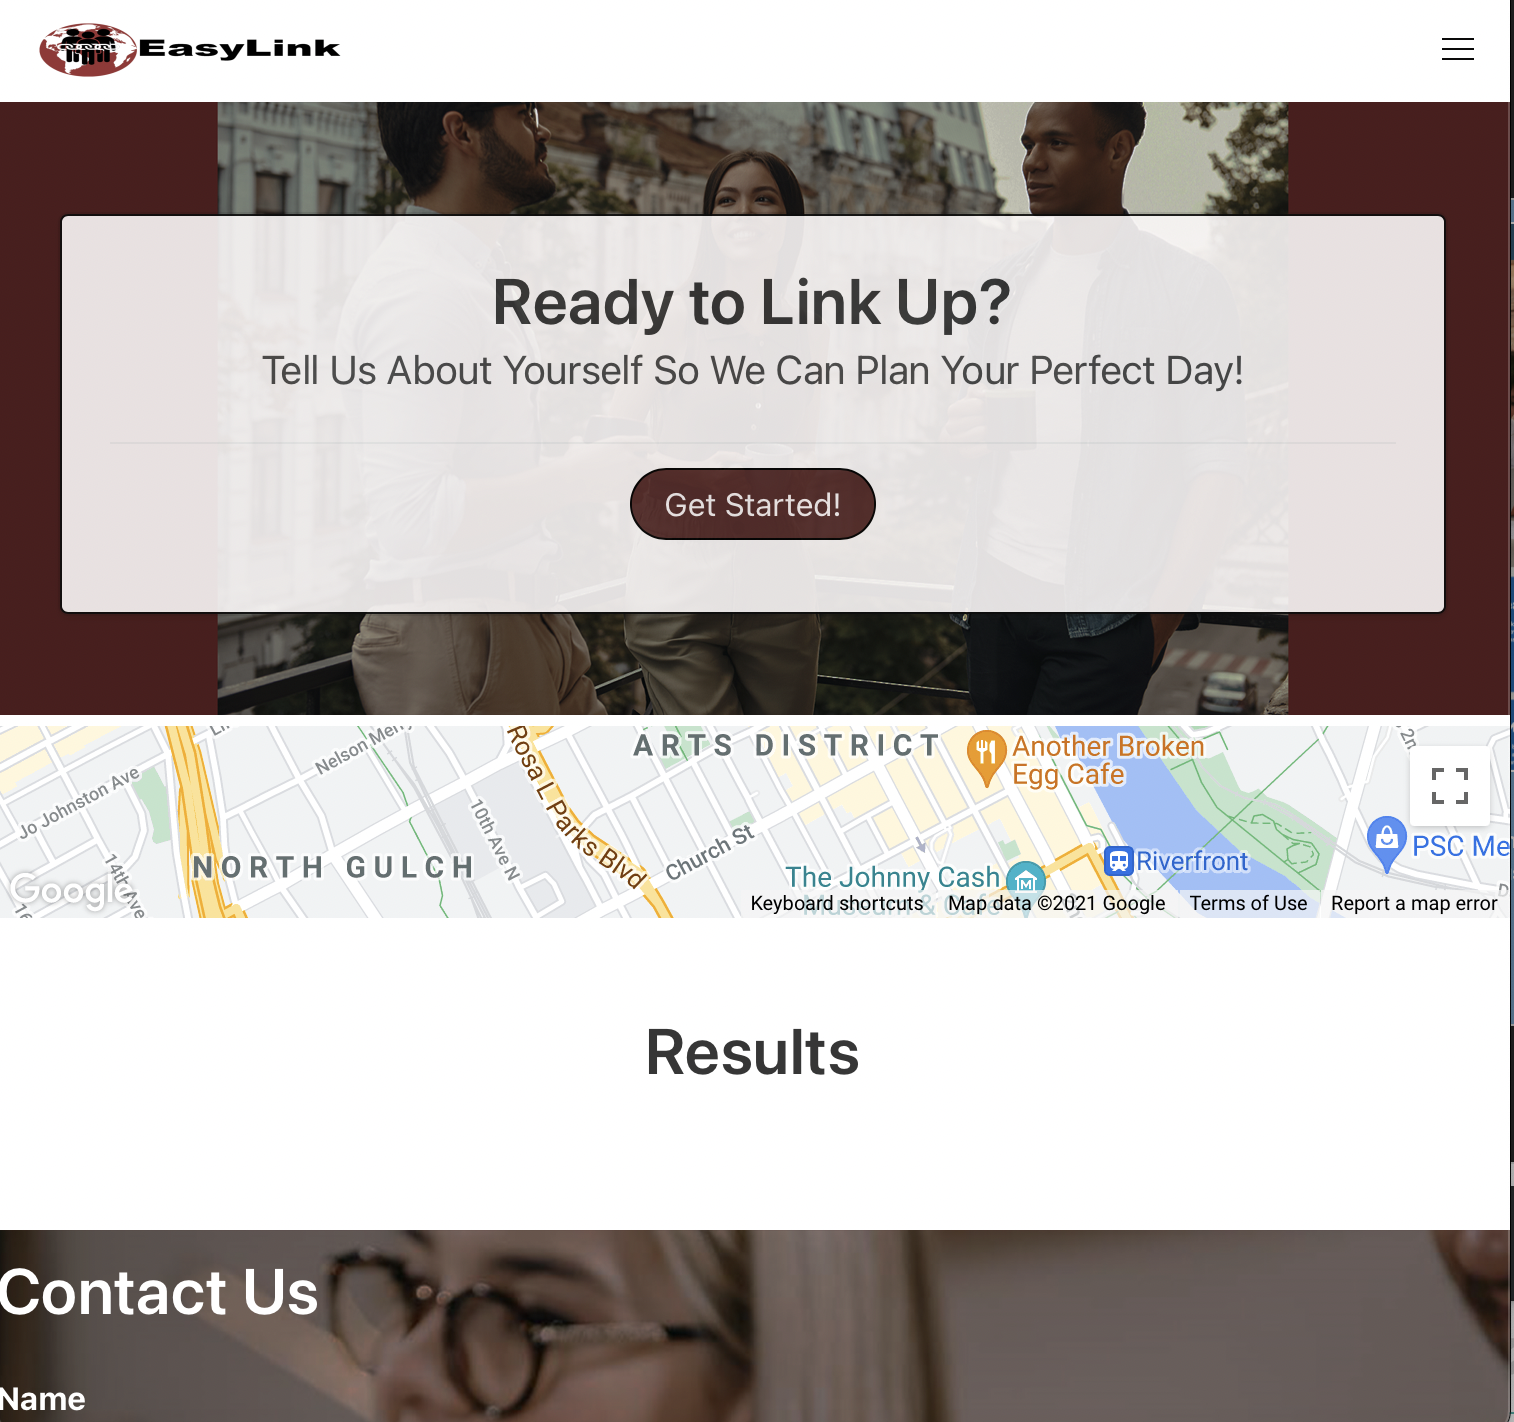 EasyLink
Ready to Link Up?
Tell Us About Yourself So We Can Plan Your Perfect Day!
Get Started!
ARTS DISTRICT
Another Broken
Egg Cafe
Nelson Merry
Rosa L Parks Blvd
2n
Jo Johnston Ave
10th Ave N
Church St
PSC Me
14th Ave
NORTH GULCH
Riverfront
The Johnny Cash
Museum & Cafe
Google
Keyboard shortcuts
Map data ©2021 Google
Terms of Use
Report a map error
Results
Contact Us
Name